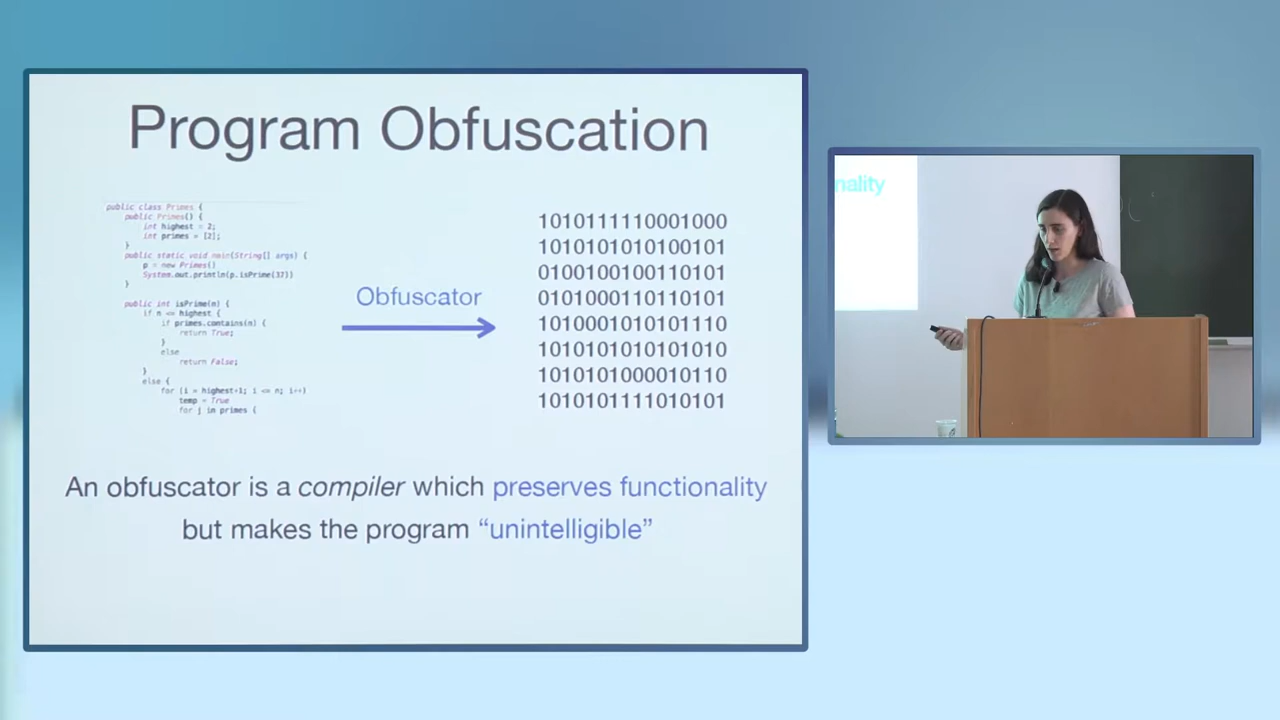 Program Obfuscation
public class Primes {
public Primes() {
int highest = 2;
int primes = [2];
}
public static void main(String[] args) {
p = new Primes()
System.out.println(p.isPrime(37))
}
public int isPrime(n) {
if n <= highest {
if primes.contains(n) {
return True;
}
else
return False;
}
else {
for (i = highest+1; i <= n; i++)
temp = True
for j in primes {
Obfuscator
1010111110001000
1010101010100101
0100100100110101
0101000110110101
1010001010101110
1010101010101010
1010101000010110
1010101111010101
An obfuscator is a compiler which preserves functionality
but makes the program “unintelligible”
nality